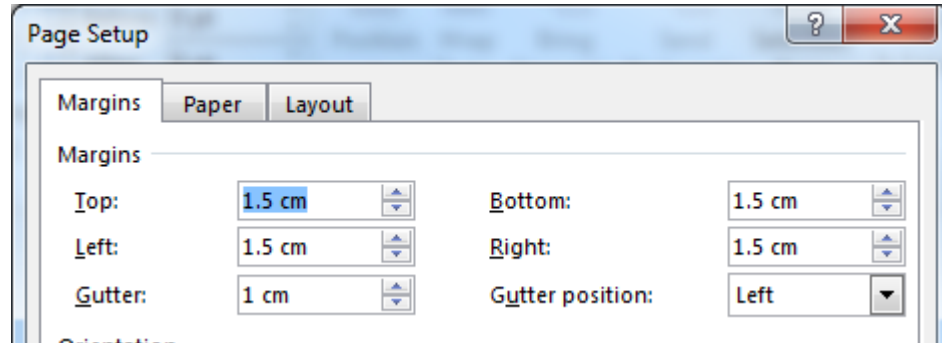 Page Setup ?
Margins Paper Layout
Margins
Top: 1.5 cm Bottom: 1.5 cm
Left: 1.5 cm Right: 1.5 cm
Gutter: 1 cm Gutter position: Left
Orientation